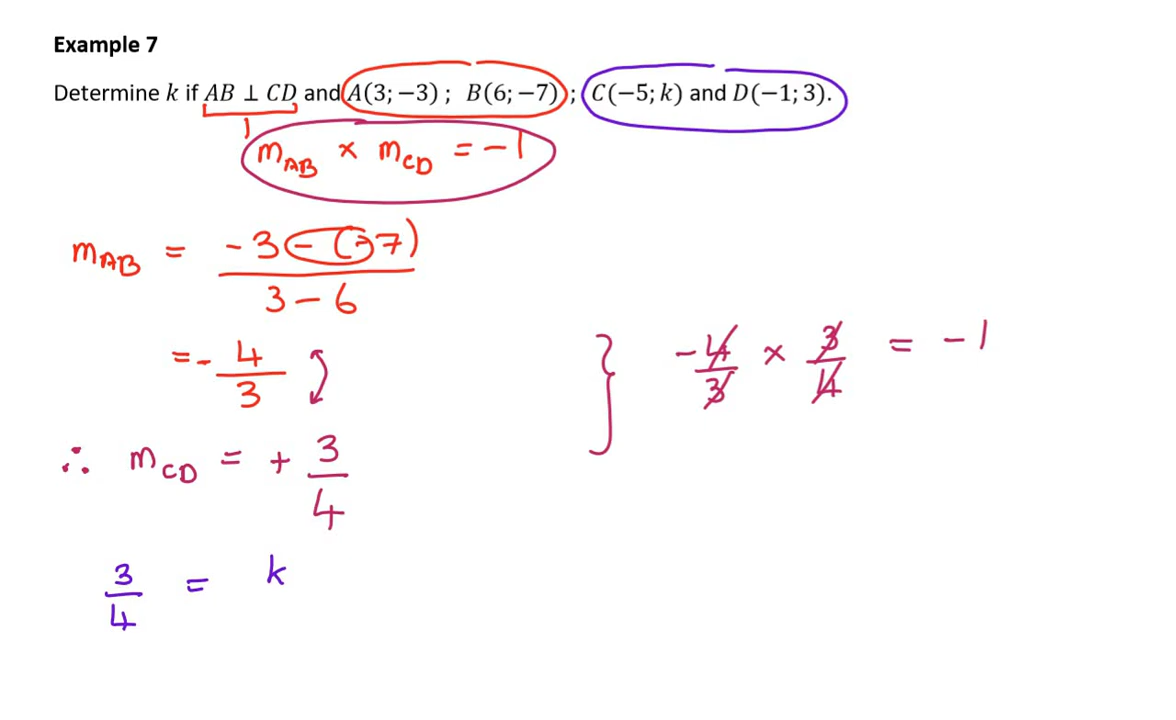 Example 7
Determine k if AB ⊥ CD and A(3; −3) ; B(6; −7) ; C(−5; k) and D(−1; 3).
m_AB × m_CD = −1
m_AB = (−3 − (−7)) / (3 − 6)
= − 4/3
∴ m_CD = + 3/4
3/4 = k
} −4/3 × 3/4 = −1